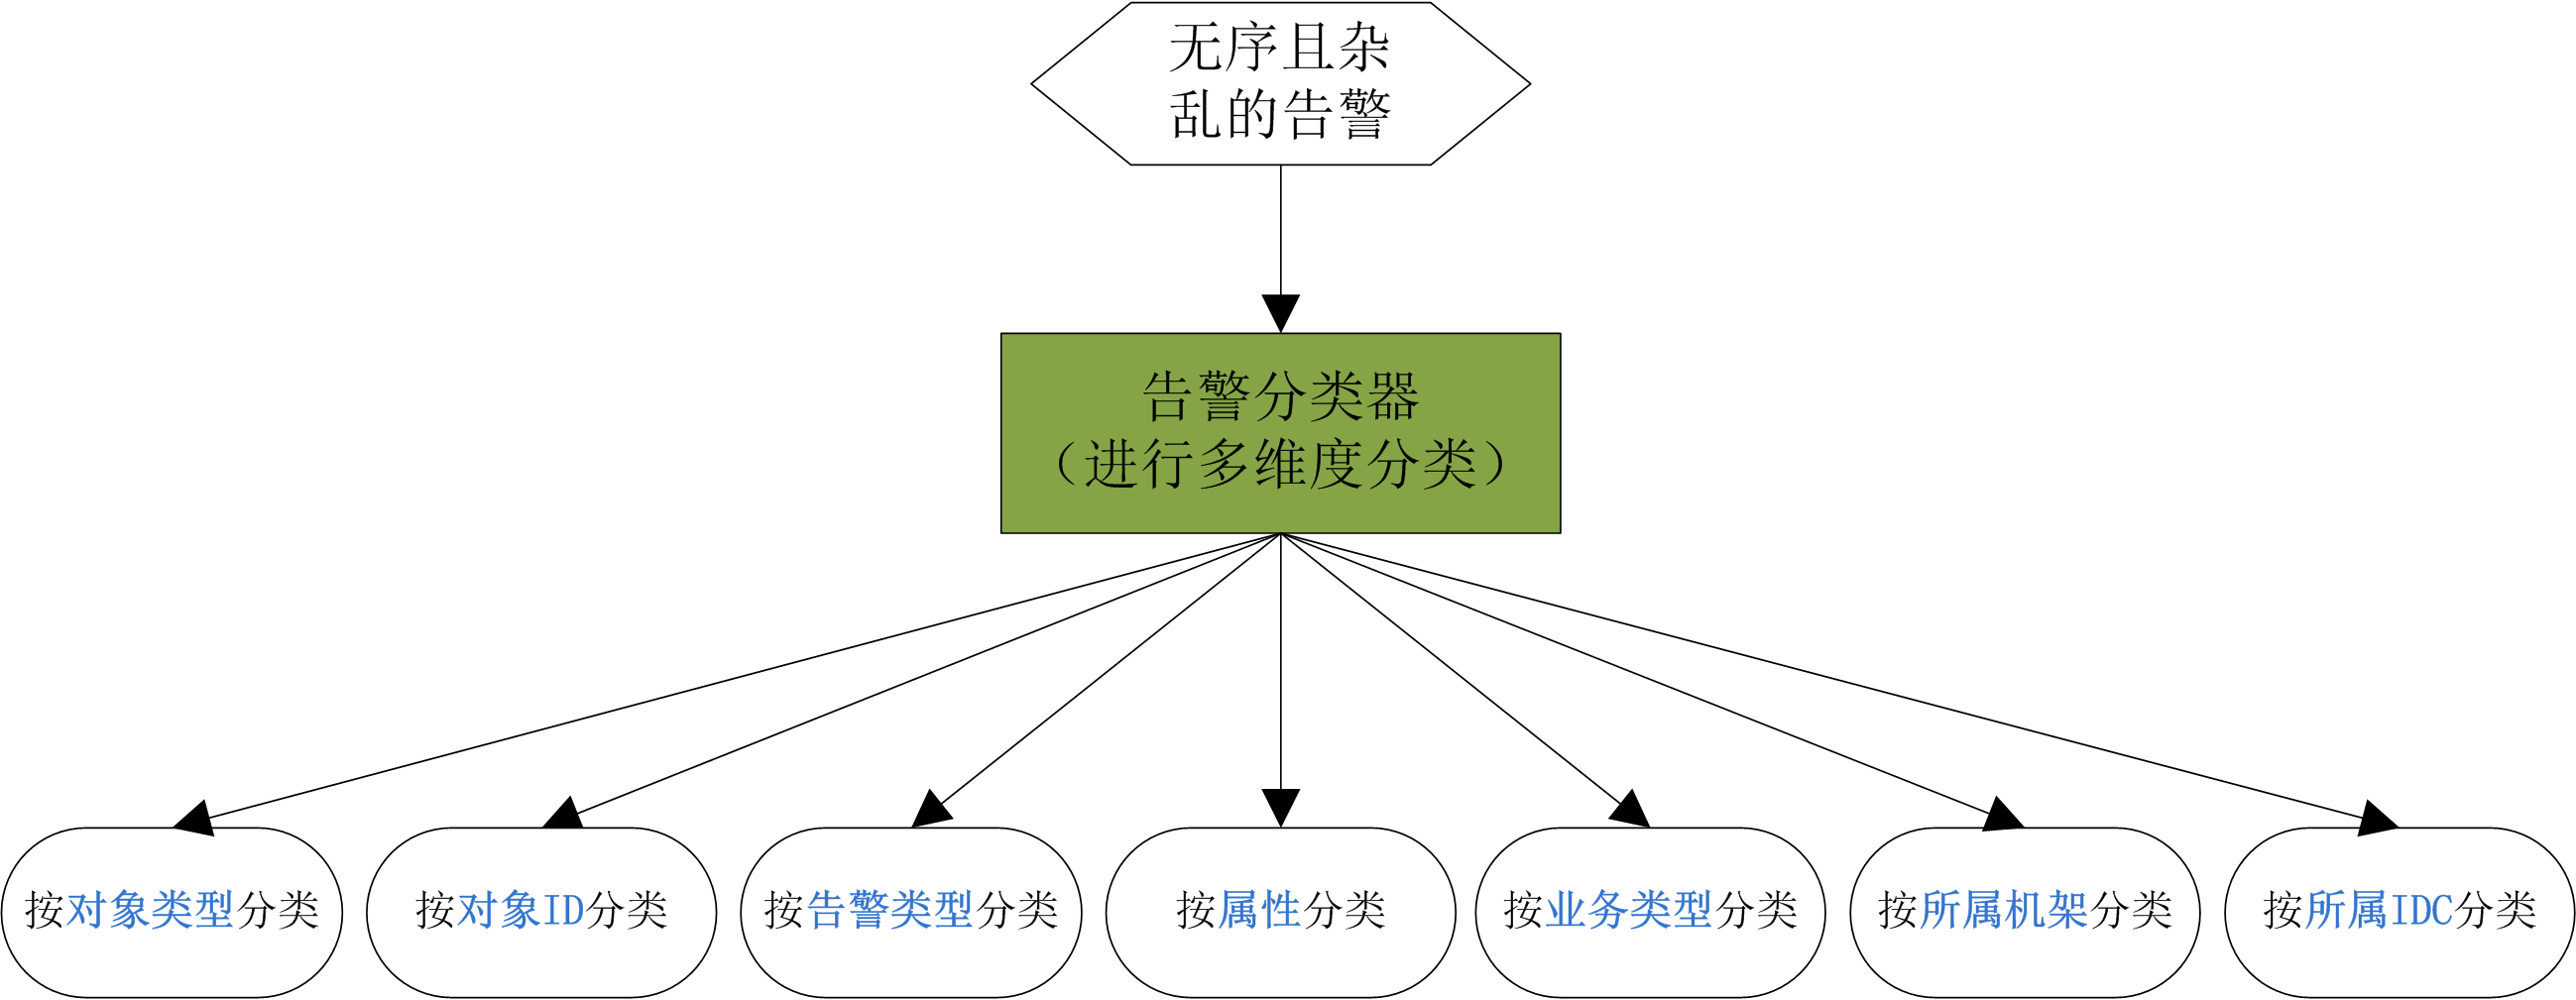 无序且杂
乱的告警
告警分类器
（进行多维度分类）
按对象类型分类
按对象ID分类
按告警类型分类
按属性分类
按业务类型分类
按所属机架分类
按所属IDC分类